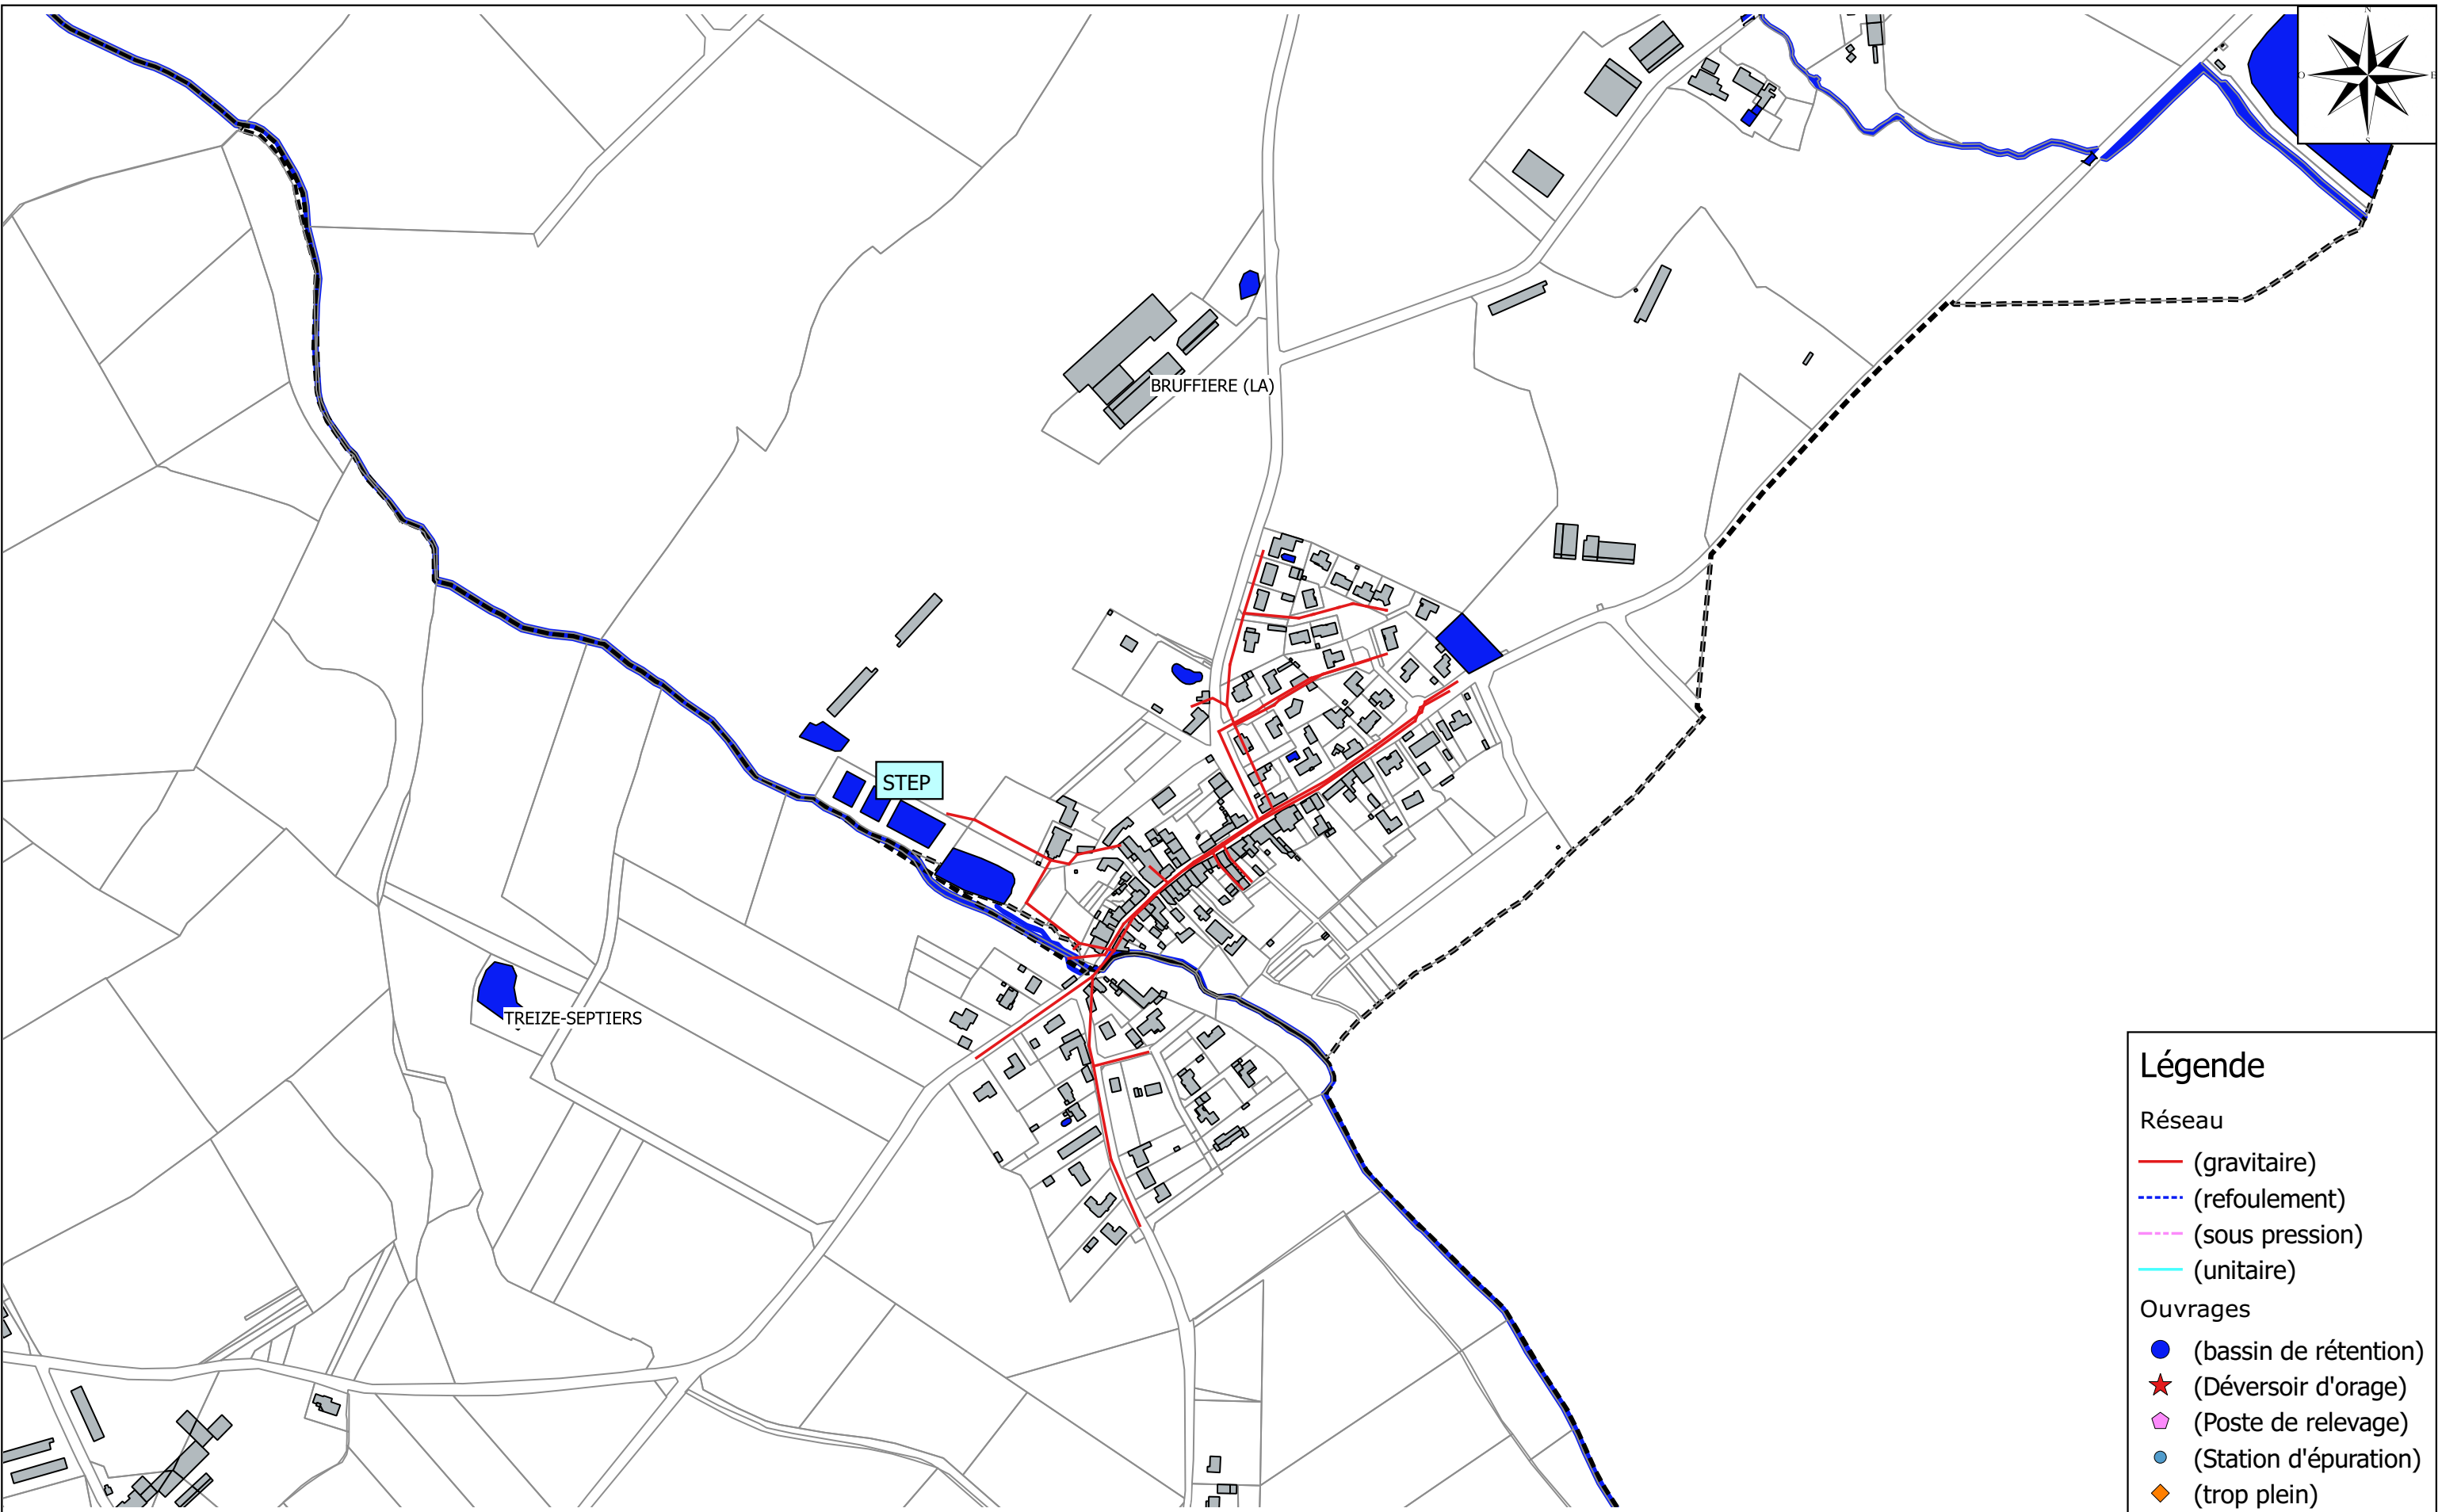 N
O
E
S
BRUFFIERE (LA)
STEP
TREIZE-SEPTIERS
Légende
Réseau
(gravitaire)
(refoulement)
(sous pression)
(unitaire)
Ouvrages
(bassin de rétention)
(Déversoir d'orage)
(Poste de relevage)
(Station d'épuration)
(trop plein)